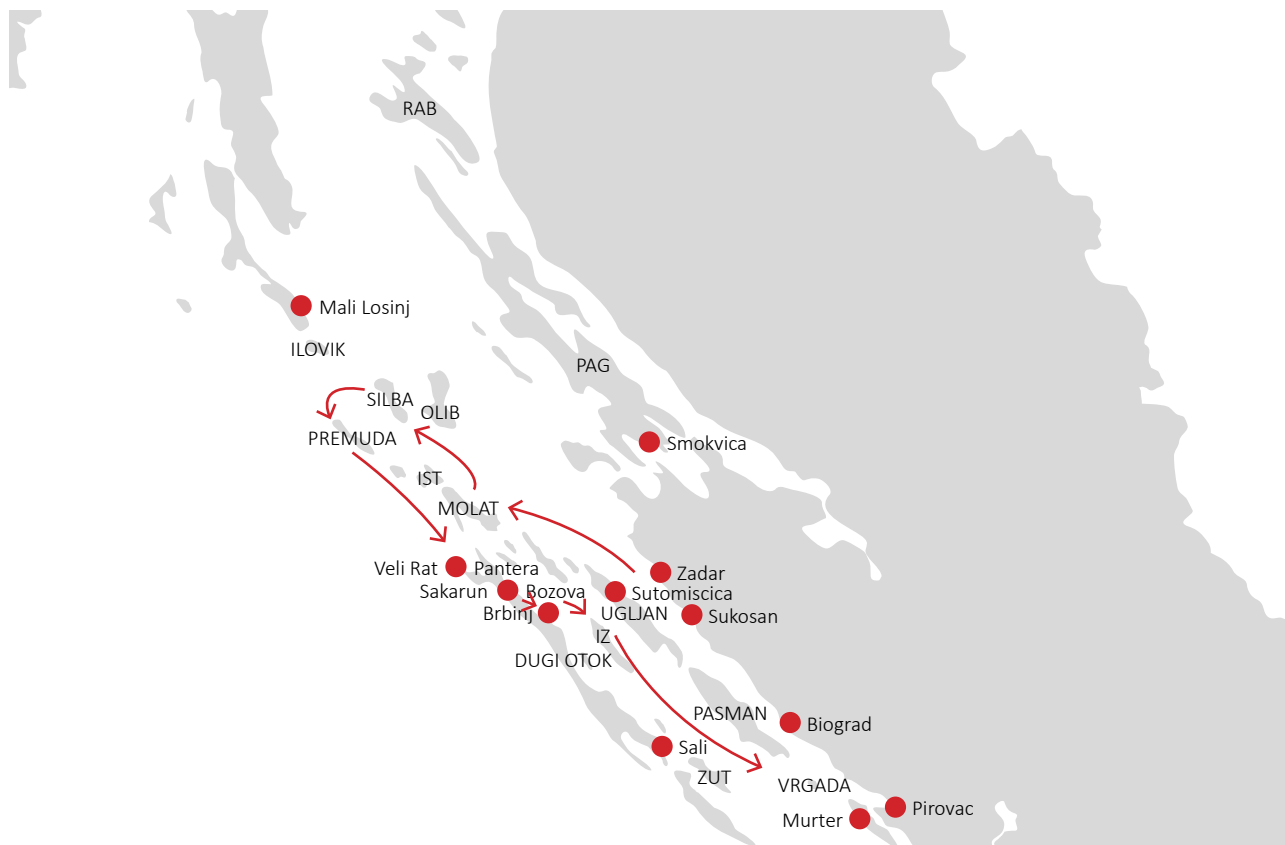 RAB
Mali Losinj
ILOVIK
PAG
SILBA
OLIB
PREMUDA
Smokvica
IST
MOLAT
Veli Rat
Pantera
Zadar
Sakarun
Bozova
Sutomiscica
Brbinj
UGLJAN
Sukosan
IZ
DUGI OTOK
PASMAN
Biograd
Sali
ZUT
VRGADA
Murter
Pirovac